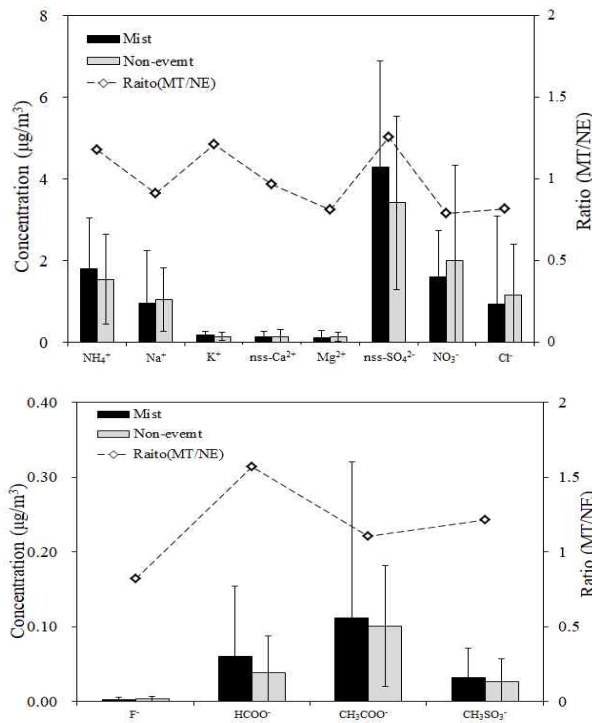 8
6
4
2
0
Concentration (μg/m³)
2
1.5
1
0.5
0
Ratio (MT/NE)
Mist
Non-evemt
Raito(MT/NE)
NH₄⁺ Na⁺ K⁺ nss-Ca²⁺ Mg²⁺ nss-SO₄²⁻ NO₃⁻ Cl⁻
0.40
0.30
0.20
0.10
0.00
Concentration (μg/m³)
2
1.5
1
0.5
0
Ratio (MT/NE)
Mist
Non-evemt
Raito(MT/NE)
F⁻ HCOO⁻ CH₃COO⁻ CH₃SO₃⁻